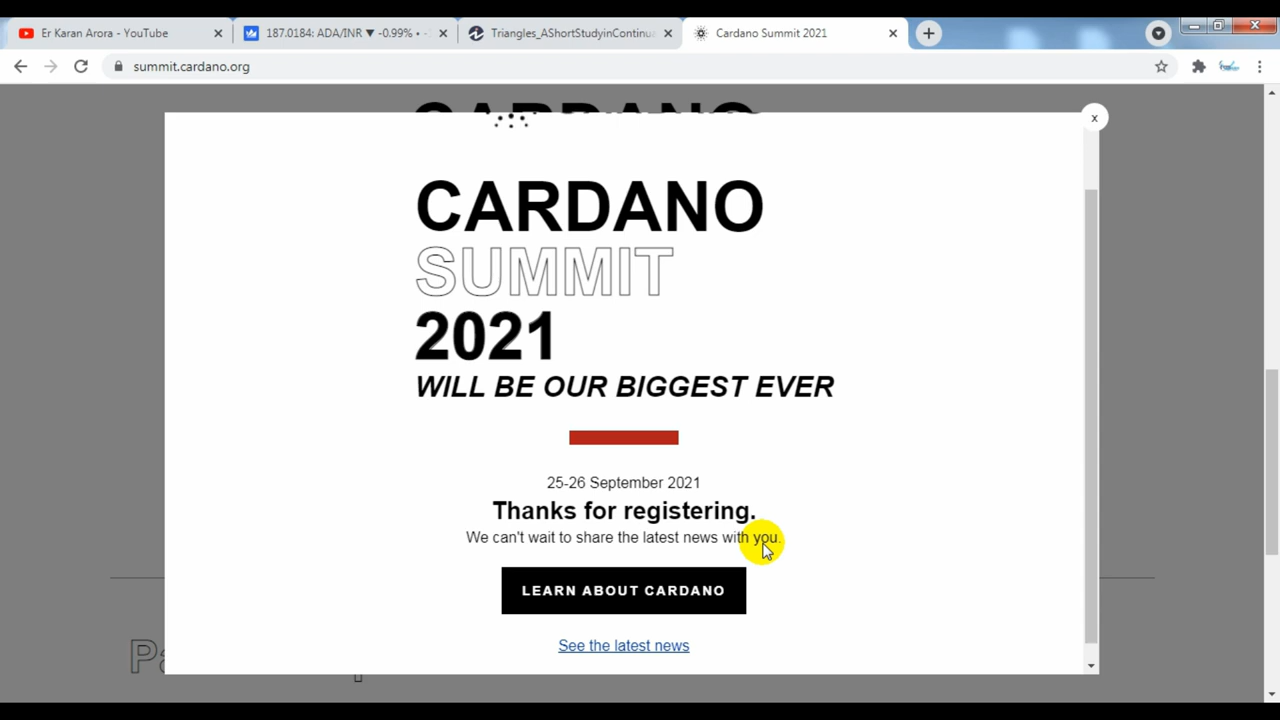 Er Karan Arora - YouTube
187.0184: ADA/INR ▼ -0.99% •
Triangles_AShortStudyinContinua
Cardano Summit 2021
summit.cardano.org
CARDANO
x
CARDANO
SUMMIT
2021
WILL BE OUR BIGGEST EVER
25-26 September 2021
Thanks for registering.
We can't wait to share the latest news with you.
LEARN ABOUT CARDANO
See the latest news